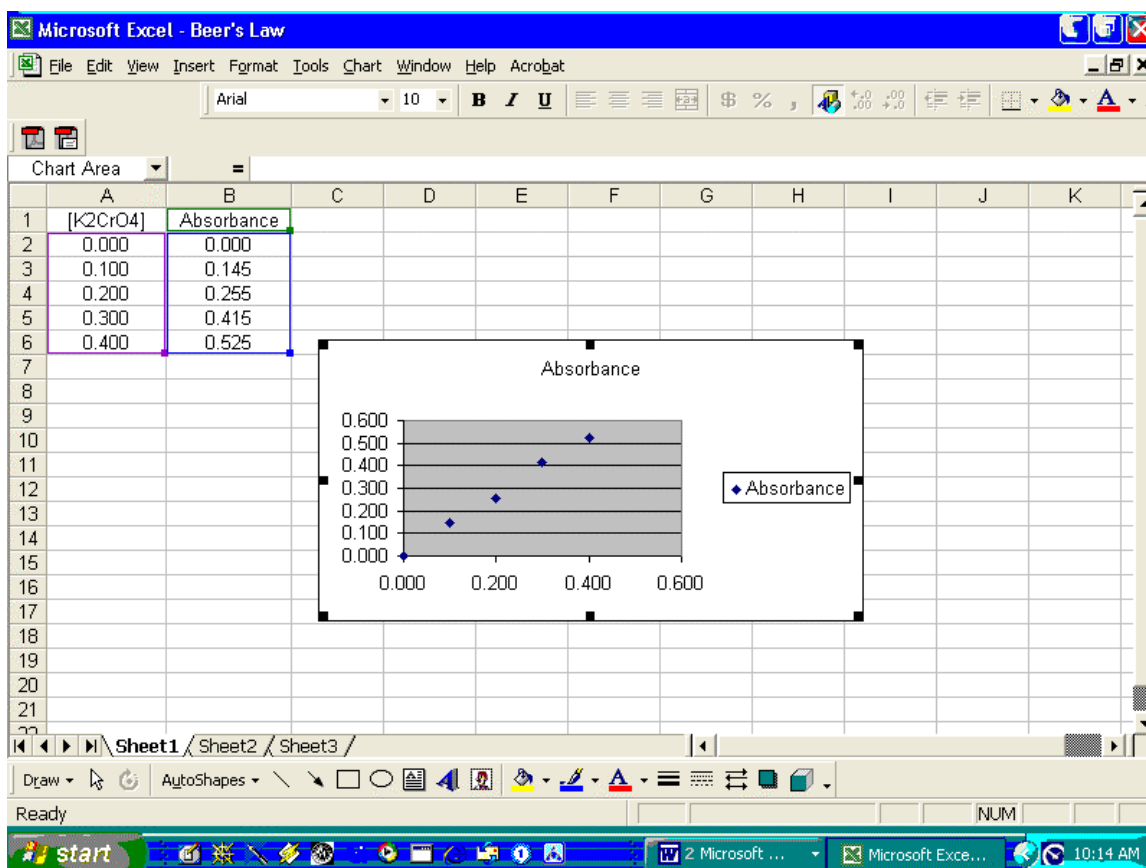 Microsoft Excel - Beer's Law
File Edit View Insert Format Tools Chart Window Help Acrobat
Arial 10 B I U $ % ,
Chart Area =
A B C D E F G H I J K
1 [K2CrO4] Absorbance
2 0.000 0.000
3 0.100 0.145
4 0.200 0.255
5 0.300 0.415
6 0.400 0.525
7
8
9
10
11
12
13
14
15
16
17
18
19
20
21
Absorbance
0.600
0.500
0.400
0.300
0.200
0.100
0.000
0.000 0.200 0.400 0.600
Absorbance
Sheet1 Sheet2 Sheet3
Draw AutoShapes
Ready NUM
start 2 Microsoft ... Microsoft Exce... 10:14 AM